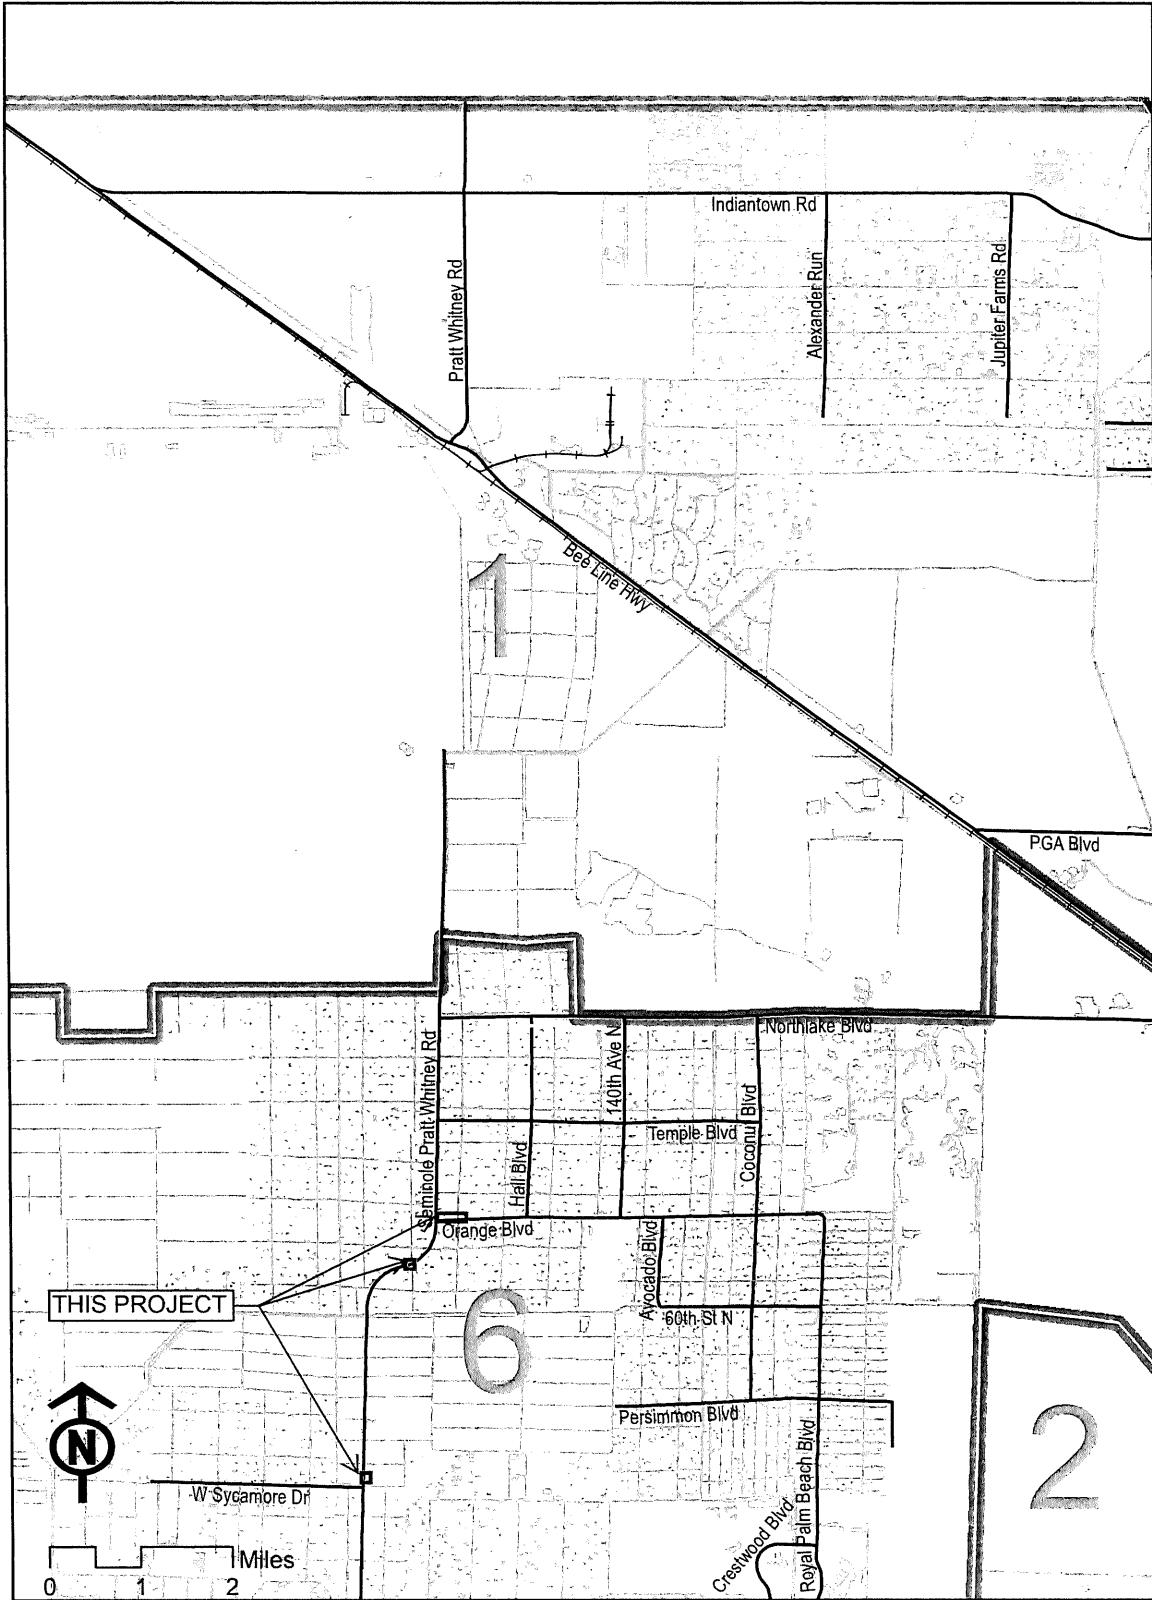 Indiantown Rd
Pratt Whitney Rd
Alexander Run
Jupiter Farms Rd
Bee Line Hwy
1
PGA Blvd
Northlake Blvd
Seminole Pratt Whitney Rd
140th Ave N
Coconut Blvd
Temple Blvd
Hall Blvd
Orange Blvd
Avocado Blvd
THIS PROJECT
60th St N
6
Persimmon Blvd
2
N
W Sycamore Dr
Royal Palm Beach Blvd
Crestwood Blvd
Miles
0 1 2